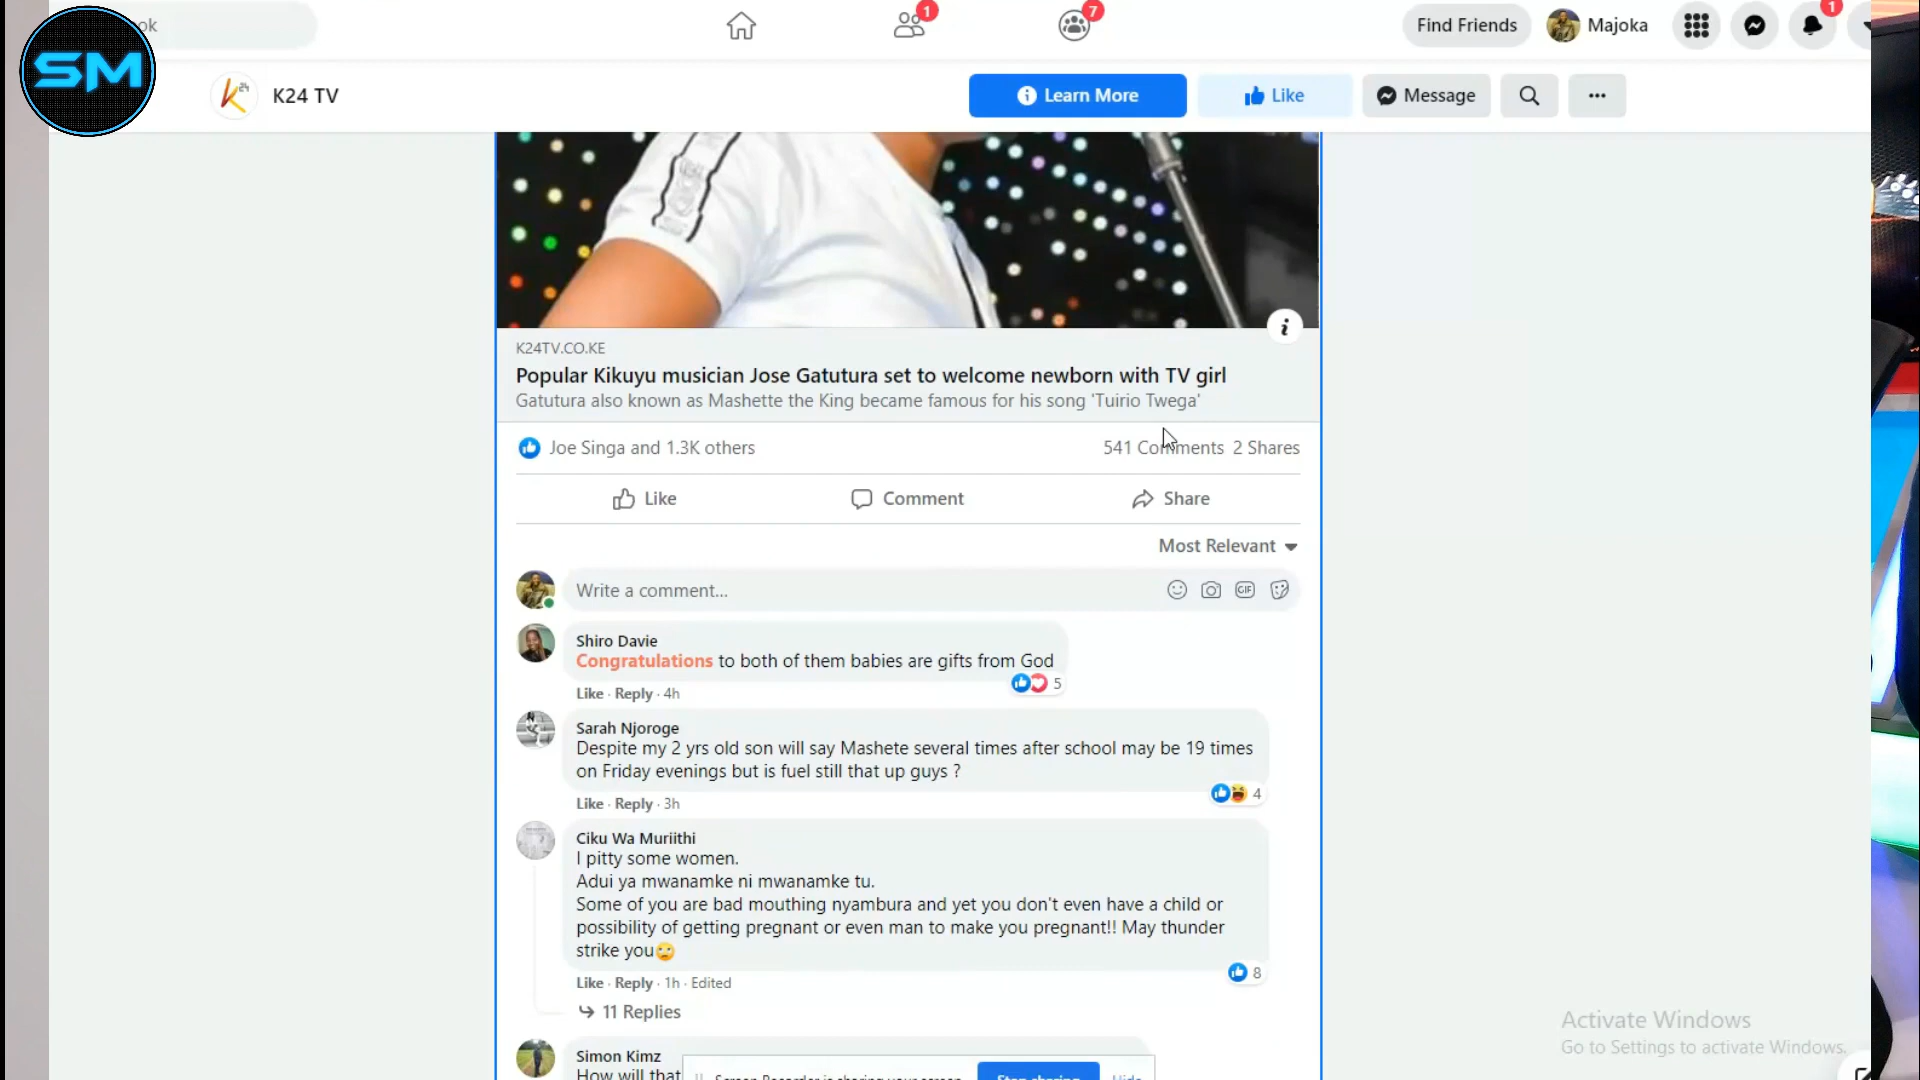 SM
ok
1
7
Find Friends
Majoka
1
K24 TV
Learn More
Like
Message
K24TV.CO.KE
Popular Kikuyu musician Jose Gatutura set to welcome newborn with TV girl
Gatutura also known as Mashette the King became famous for his song 'Tuirio Twega'
Joe Singa and 1.3K others
541 Comments 2 Shares
Like
Comment
Share
Most Relevant
Write a comment...
GIF
Shiro Davie
Congratulations to both of them babies are gifts from God
5
Like · Reply · 4h
Sarah Njoroge
Despite my 2 yrs old son will say Mashete several times after school may be 19 times
on Friday evenings but is fuel still that up guys ?
4
Like · Reply · 3h
Ciku Wa Muriithi
I pitty some women.
Adui ya mwanamke ni mwanamke tu.
Some of you are bad mouthing nyambura and yet you don't even have a child or
possibility of getting pregnant or even man to make you pregnant!! May thunder
strike you🙄
8
Like · Reply · 1h · Edited
11 Replies
Simon Kimz
How will that
Screen Recorder is sharing your screen.
Stop sharing
Hide
Activate Windows
Go to Settings to activate Windows.